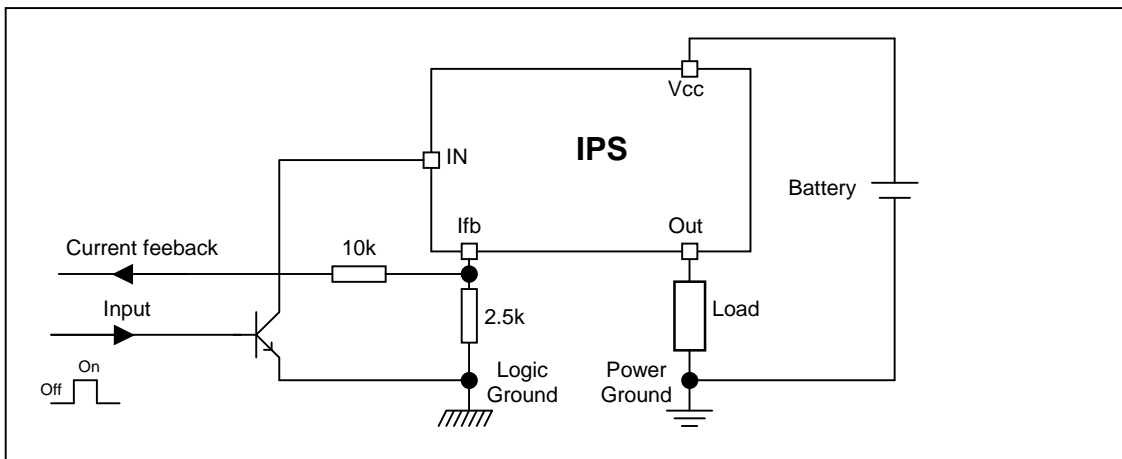 Vcc
IPS
IN
Battery
Ifb
Out
Current feeback
10k
Input
2.5k
Load
On
Off
Logic
Ground
Power
Ground